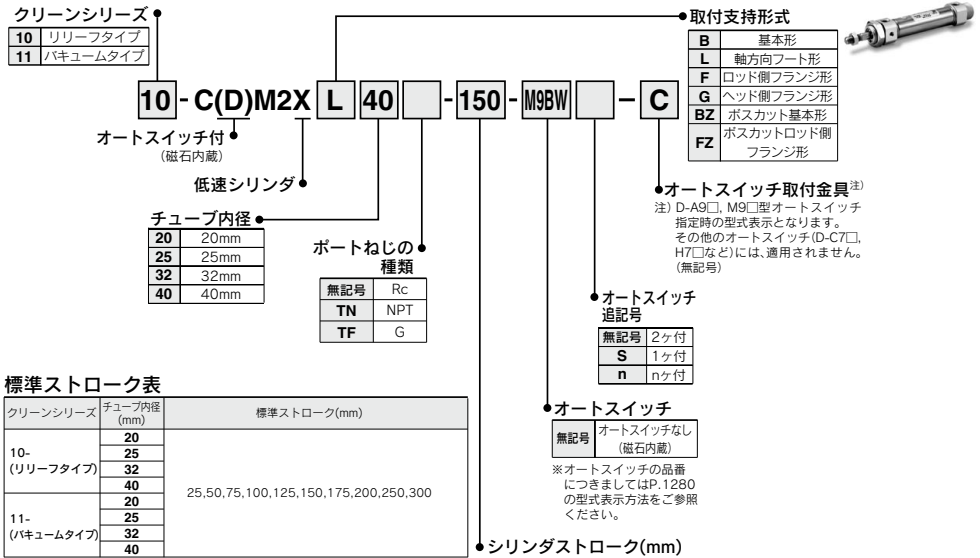 クリーンシリーズ
10 リリーフタイプ
11 バキュームタイプ
取付支持形式
B 基本形
L 軸方向フート形
F ロッド側フランジ形
G ヘッド側フランジ形
BZ ボスカット基本形
FZ ボスカットロッド側
フランジ形
10 - C(D)M2X L 40 - 150 - M9BW - C
オートスイッチ付
(磁石内蔵)
低速シリンダ
チューブ内径
20 20mm
25 25mm
32 32mm
40 40mm
ポートねじの
種類
無記号 Rc
TN NPT
TF G
オートスイッチ取付金具注)
注) D-A9□, M9□型オートスイッチ
指定時の型式表示となります。
その他のオートスイッチ(D-C7□,
H7□など)には、適用されません。
(無記号)
オートスイッチ
追記号
無記号 2ヶ付
S 1ヶ付
n nヶ付
オートスイッチ
無記号 オートスイッチなし
(磁石内蔵)
※オートスイッチの品番
につきましてはP.1280
の型式表示方法をご参照
ください。
シリンダストローク(mm)
標準ストローク表
クリーンシリーズ チューブ内径
(mm) 標準ストローク(mm)
10-
(リリーフタイプ)
20
25
32
40
11-
(バキュームタイプ)
20
25
32
40
25,50,75,100,125,150,175,200,250,300